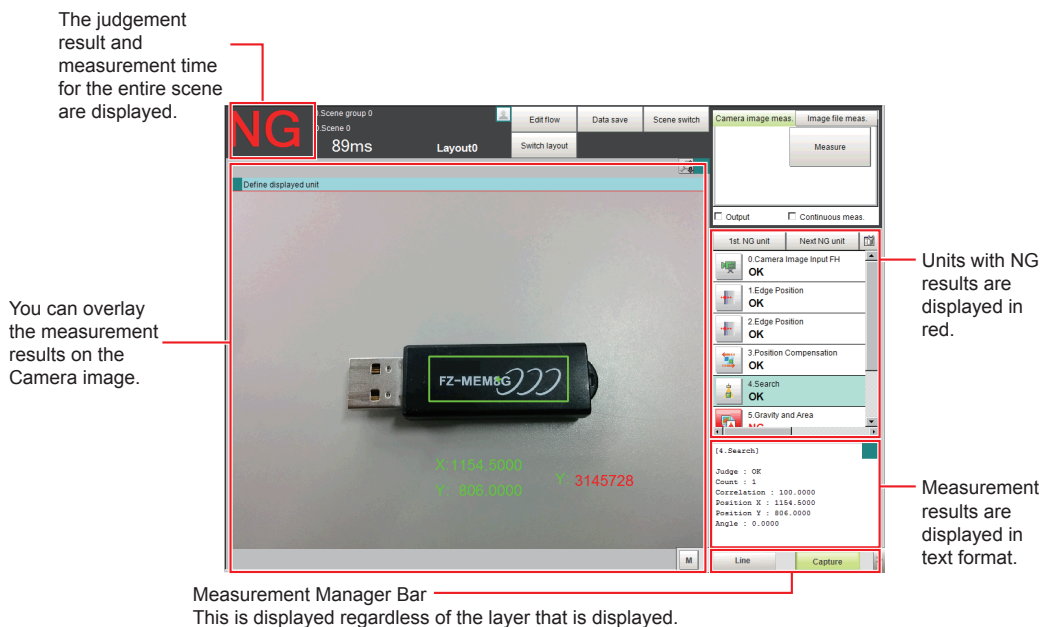 The judgement
result and
measurement time
for the entire scene
are displayed.
NG
0.Scene group 0
0.Scene 0
89ms
Layout0
Edit flow
Data save
Scene switch
Switch layout
Camera image meas.
Image file meas.
Measure
Output
Continuous meas.
Define displayed unit
1st. NG unit
Next NG unit
0.Camera Image Input FH
OK
1.Edge Position
OK
2.Edge Position
OK
3.Position Compensation
OK
4.Search
OK
5.Gravity and Area
NG
Units with NG
results are
displayed in
red.
You can overlay
the measurement
results on the
Camera image.
FZ-MEM8G
X:1154.5000
Y: 806.0000
Y: 3145728
[4.Search]
Judge : OK
Count : 1
Correlation : 100.0000
Position X : 1154.5000
Position Y : 806.0000
Angle : 0.0000
Measurement
results are
displayed in
text format.
M
Line
Capture
Measurement Manager Bar
This is displayed regardless of the layer that is displayed.